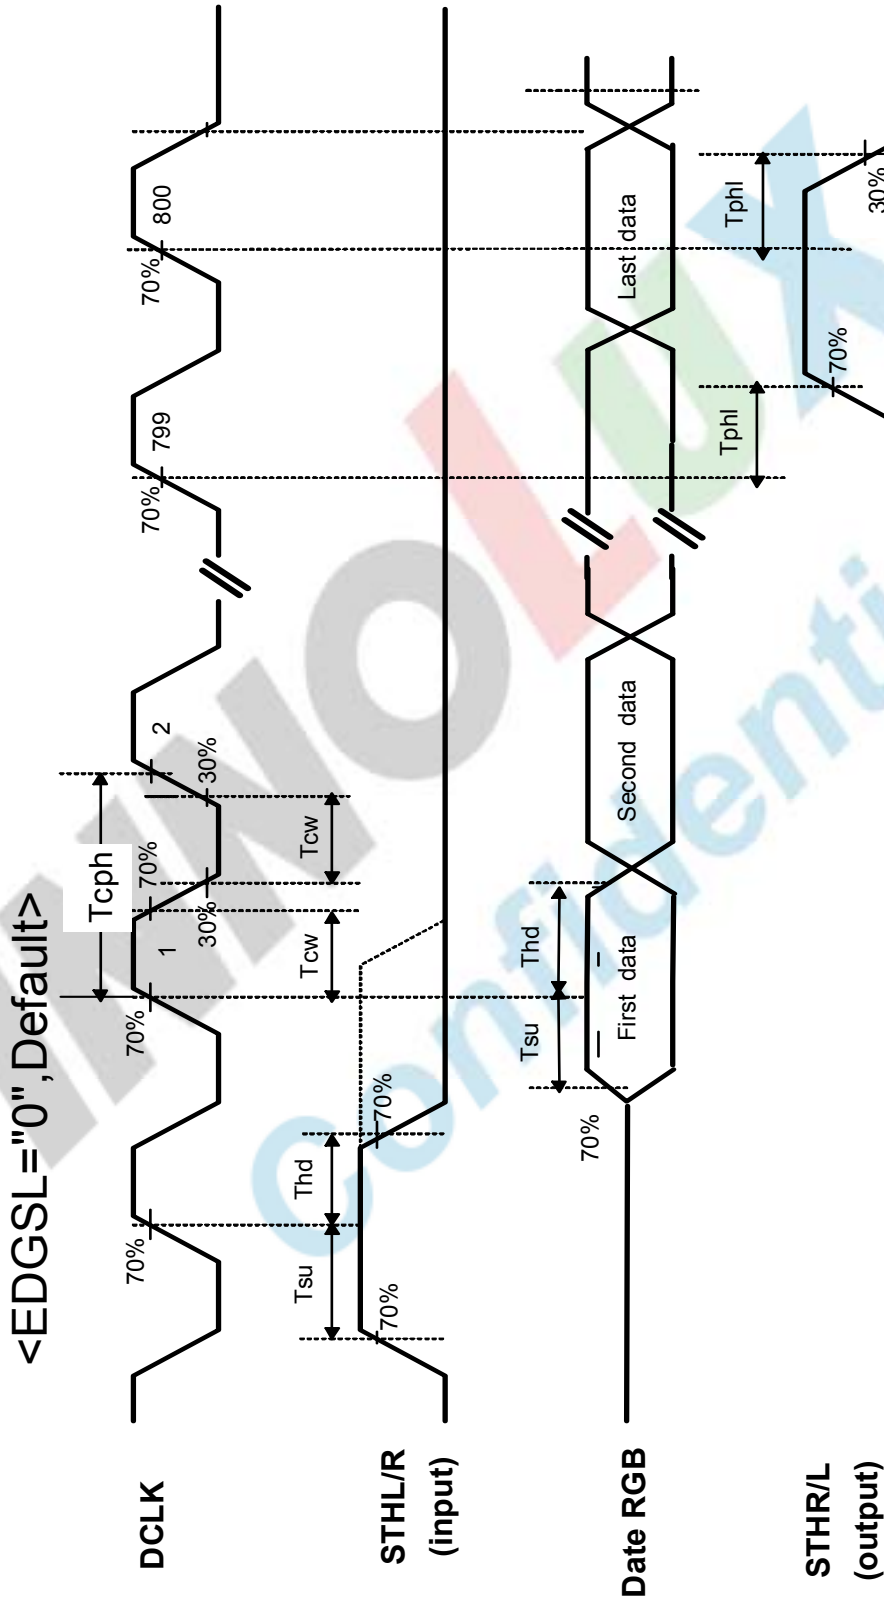 <EDGSL="0",Default>
Tcph
DCLK
70%
70%
1
70%
30%
30%
2
70%
799
70%
800
Tcw
Tcw
STHL/R
(input)
Tsu
Thd
70%
70%
Date RGB
70%
Tsu
Thd
First data
Second data
Last data
STHR/L
(output)
Tphl
Tphl
70%
30%
INNOLUX
Confidenti